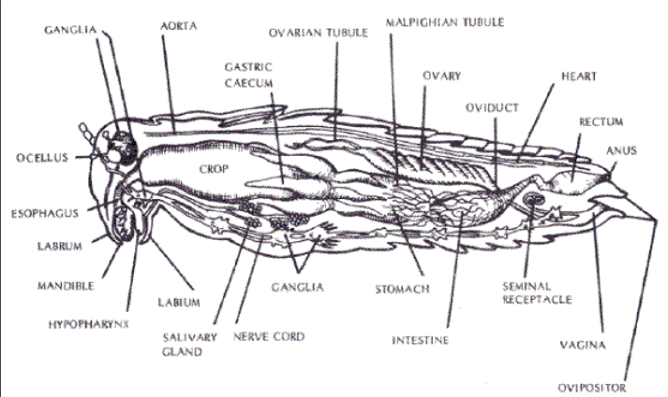 MALPIGHIAN TUBULE
GANGLIA
AORTA
OVARIAN TUBULE
GASTRIC
CAECUM
OVARY
HEART
OVIDUCT
RECTUM
ANUS
OCELLUS
CROP
ESOPHAGUS
LABRUM
MANDIBLE
HYPOPHARYNX
LABIUM
SALIVARY
GLAND
NERVE CORD
GANGLIA
STOMACH
INTESTINE
SEMINAL
RECEPTACLE
VAGINA
OVIPOSITOR